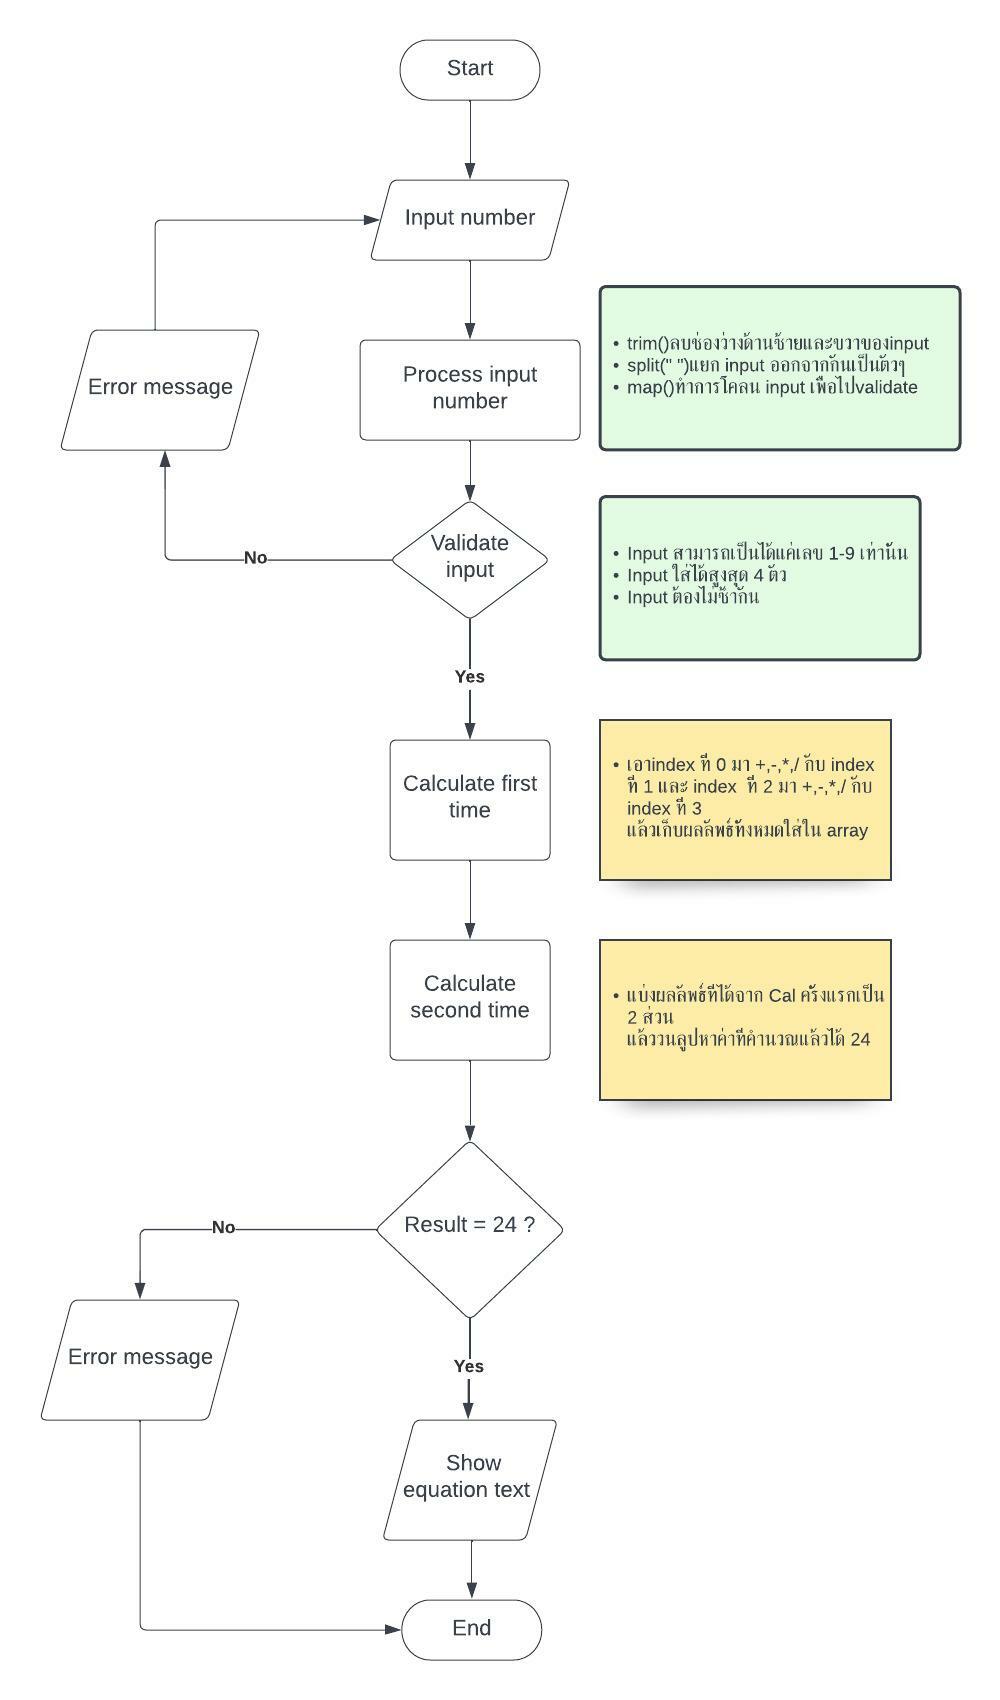 Start
Input number
Error message
Process input
number
• trim()ลบช่องว่างด้านซ้ายและขวาของinput
• split(" ")แยก input ออกจากกันเป็นตัวๆ
• map()ทำการโคลน input เพื่อไปvalidate
Validate
input
No
• Input สามารถเป็นได้แค่เลข 1-9 เท่านั้น
• Input ใส่ได้สูงสุด 4 ตัว
• Input ต้องไม่ซ้ำกัน
Yes
Calculate first
time
• เอาindex ที่ 0 มา +,-,*,/ กับ index
ที่ 1 และ index ที่ 2 มา +,-,*,/ กับ
index ที่ 3
แล้วเก็บผลลัพธ์ทั้งหมดใส่ใน array
Calculate
second time
• แบ่งผลลัพธ์ที่ได้จาก Cal ครั้งแรกเป็น
2 ส่วน
แล้ววนลูปหาค่าที่คำนวณแล้วได้ 24
Result = 24 ?
No
Error message
Yes
Show
equation text
End